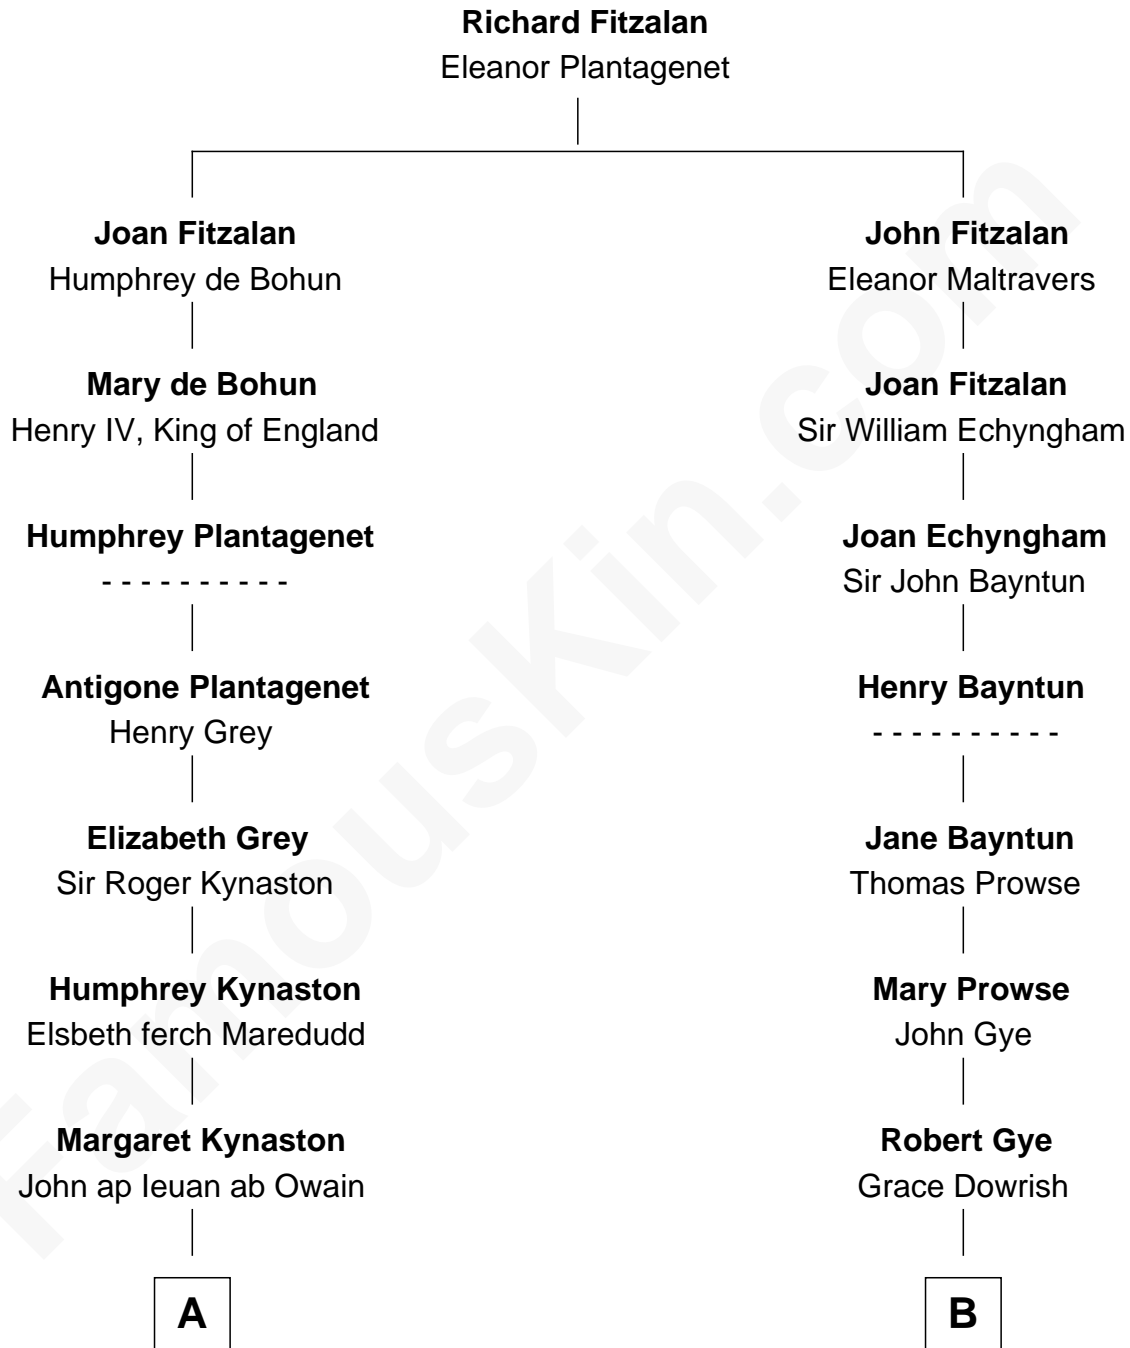 Richard Fitzalan
Eleanor Plantagenet
Joan Fitzalan
Humphrey de Bohun
John Fitzalan
Eleanor Maltravers
Mary de Bohun
Henry IV, King of England
Joan Fitzalan
Sir William Echyngham
Humphrey Plantagenet
- - - - - - - - - -
Joan Echyngham
Sir John Bayntun
Antigone Plantagenet
Henry Grey
Henry Bayntun
- - - - - - - - - -
Elizabeth Grey
Sir Roger Kynaston
Jane Bayntun
Thomas Prowse
Humphrey Kynaston
Elsbeth ferch Maredudd
Mary Prowse
John Gye
Margaret Kynaston
John ap Ieuan ab Owain
Robert Gye
Grace Dowrish
A
B
FamousKin.com